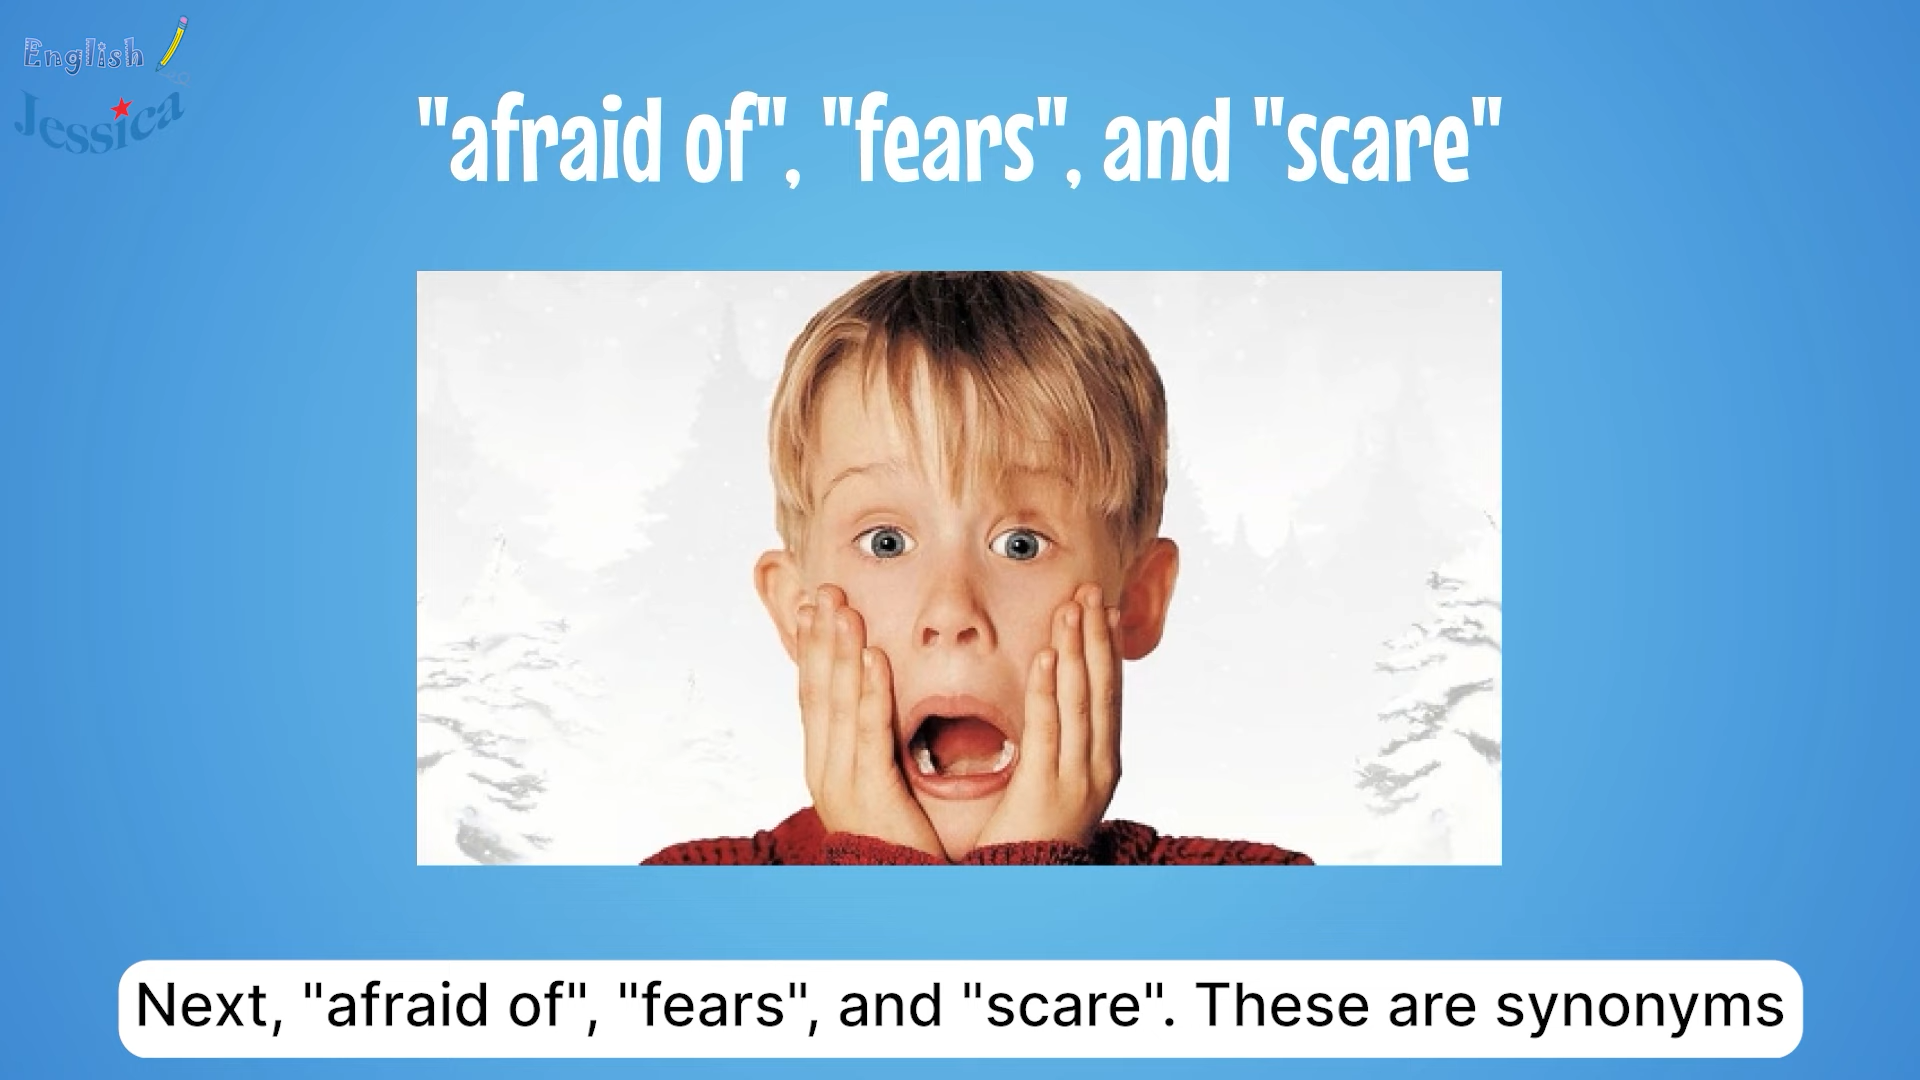 English
Jessica
"afraid of", "fears", and "scare"
Next, "afraid of", "fears", and "scare". These are synonyms